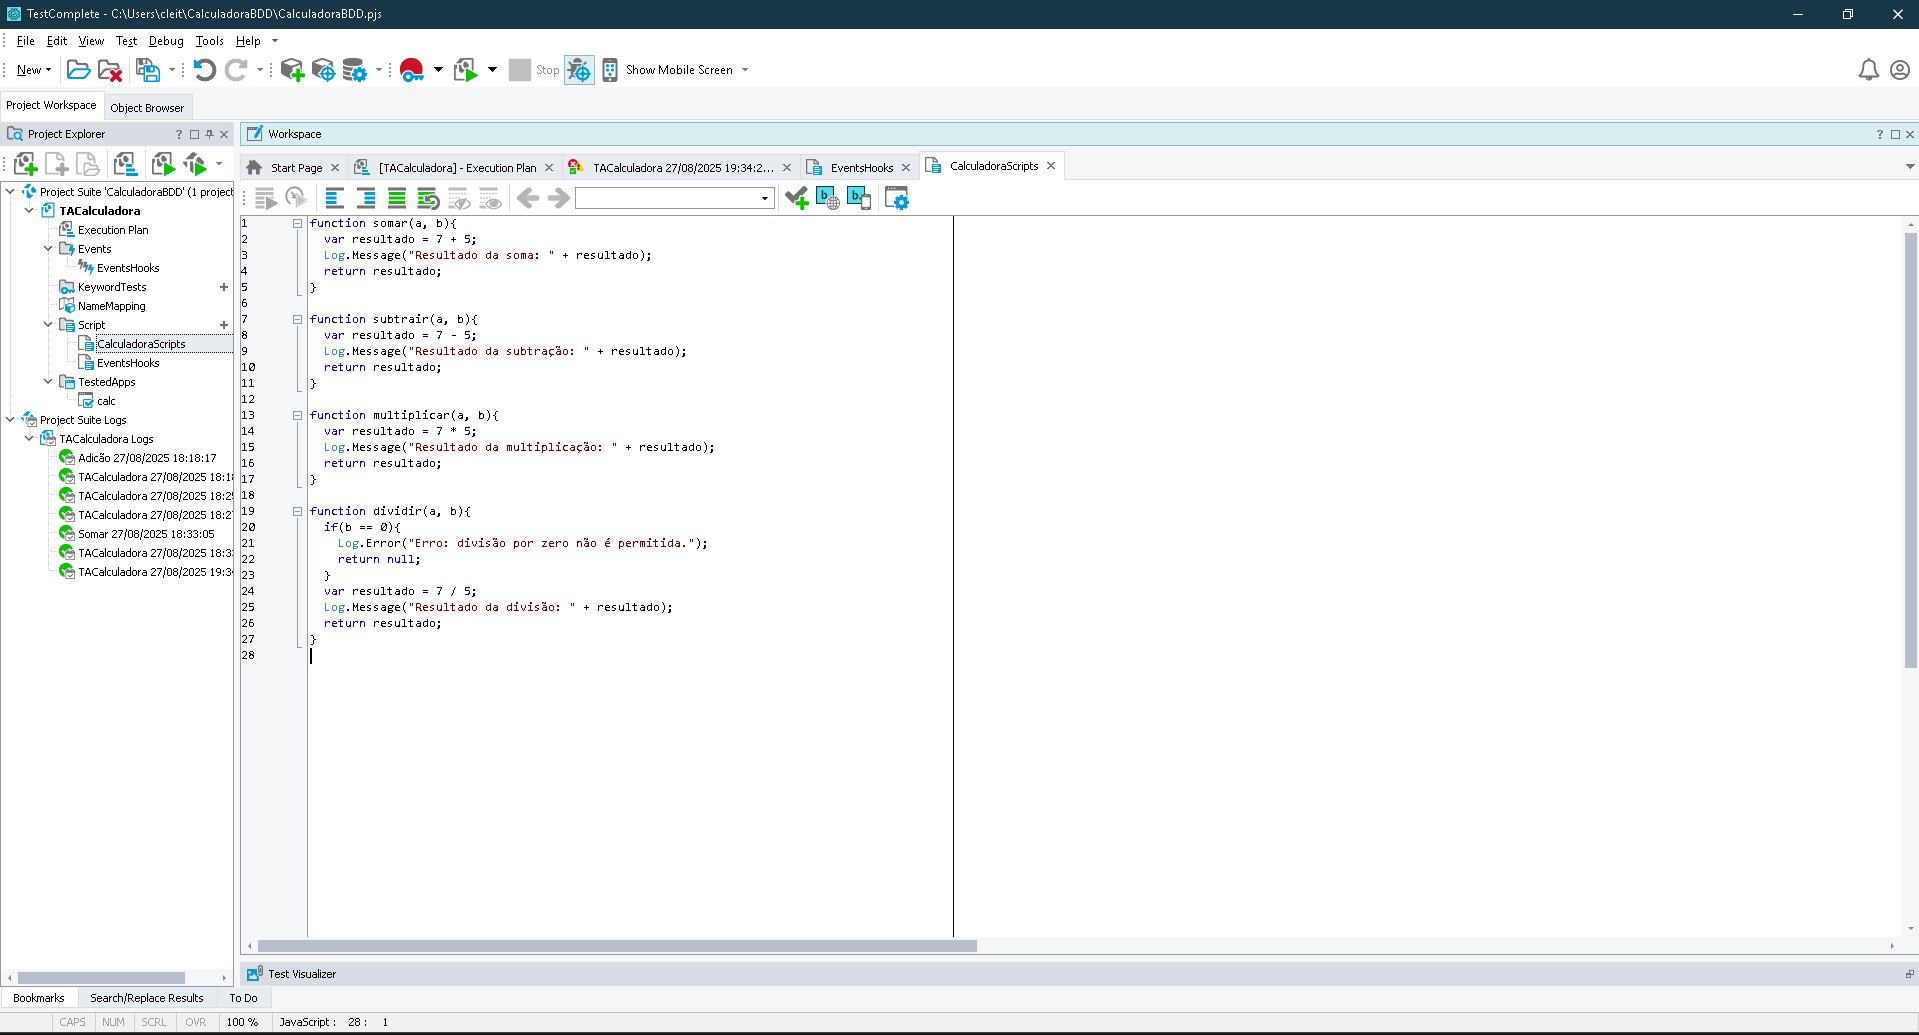 TestComplete - C:\Users\cleit\CalculadoraBDD\CalculadoraBDD.pjs
File Edit View Test Debug Tools Help
New Stop Show Mobile Screen
Project Workspace Object Browser
Project Explorer
Workspace
Start Page [TACalculadora] - Execution Plan TACalculadora 27/08/2025 19:34:2... EventsHooks CalculadoraScripts
Project Suite 'CalculadoraBDD' (1 project
TACalculadora
Execution Plan
Events
EventsHooks
KeywordTests
NameMapping
Script
CalculadoraScripts
EventsHooks
TestedApps
calc
Project Suite Logs
TACalculadora Logs
Adicão 27/08/2025 18:18:17
TACalculadora 27/08/2025 18:18
TACalculadora 27/08/2025 18:25
TACalculadora 27/08/2025 18:27
Somar 27/08/2025 18:33:05
TACalculadora 27/08/2025 18:33
TACalculadora 27/08/2025 19:34
1 function somar(a, b){
2 var resultado = 7 + 5;
3 Log.Message("Resultado da soma: " + resultado);
4 return resultado;
5 }
6
7 function subtrair(a, b){
8 var resultado = 7 - 5;
9 Log.Message("Resultado da subtração: " + resultado);
10 return resultado;
11 }
12
13 function multiplicar(a, b){
14 var resultado = 7 * 5;
15 Log.Message("Resultado da multiplicação: " + resultado);
16 return resultado;
17 }
18
19 function dividir(a, b){
20 if(b == 0){
21 Log.Error("Erro: divisão por zero não é permitida.");
22 return null;
23 }
24 var resultado = 7 / 5;
25 Log.Message("Resultado da divisão: " + resultado);
26 return resultado;
27 }
28
Test Visualizer
Bookmarks Search/Replace Results To Do
CAPS NUM SCRL OVR 100 % JavaScript : 28 : 1